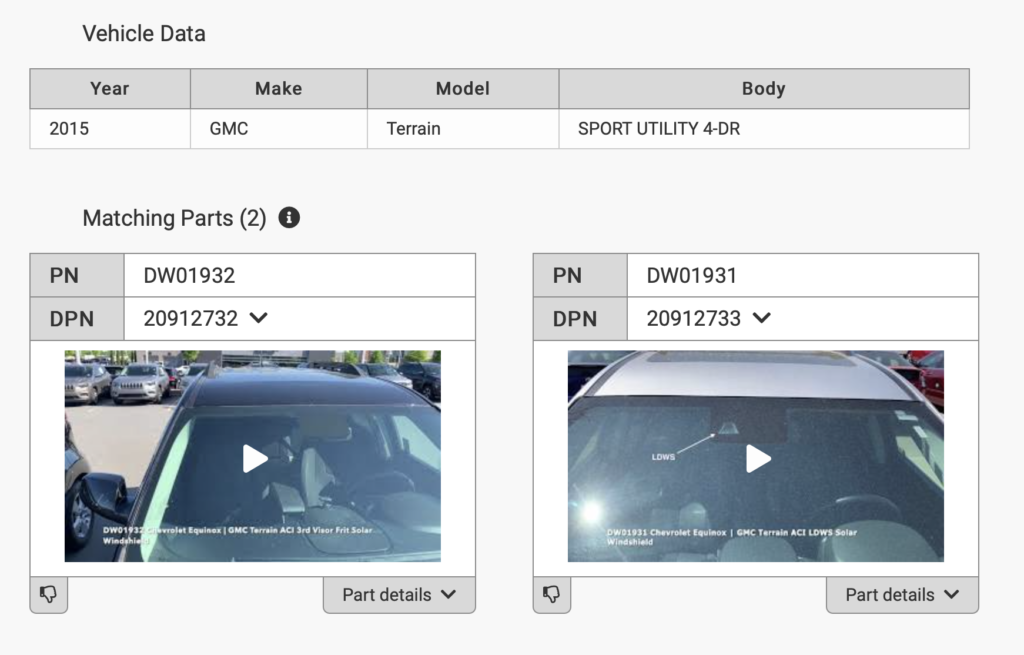 Vehicle Data
Year Make Model Body
2015 GMC Terrain SPORT UTILITY 4-DR
Matching Parts (2)
PN DW01932
DPN 20912732
DW01932 Chevrolet Equinox | GMC Terrain ACI 3rd Visor Frit Solar
Windshield
Part details
PN DW01931
DPN 20912733
LDWS
DW01931 Chevrolet Equinox | GMC Terrain ACI LDWS Solar
Windshield
Part details